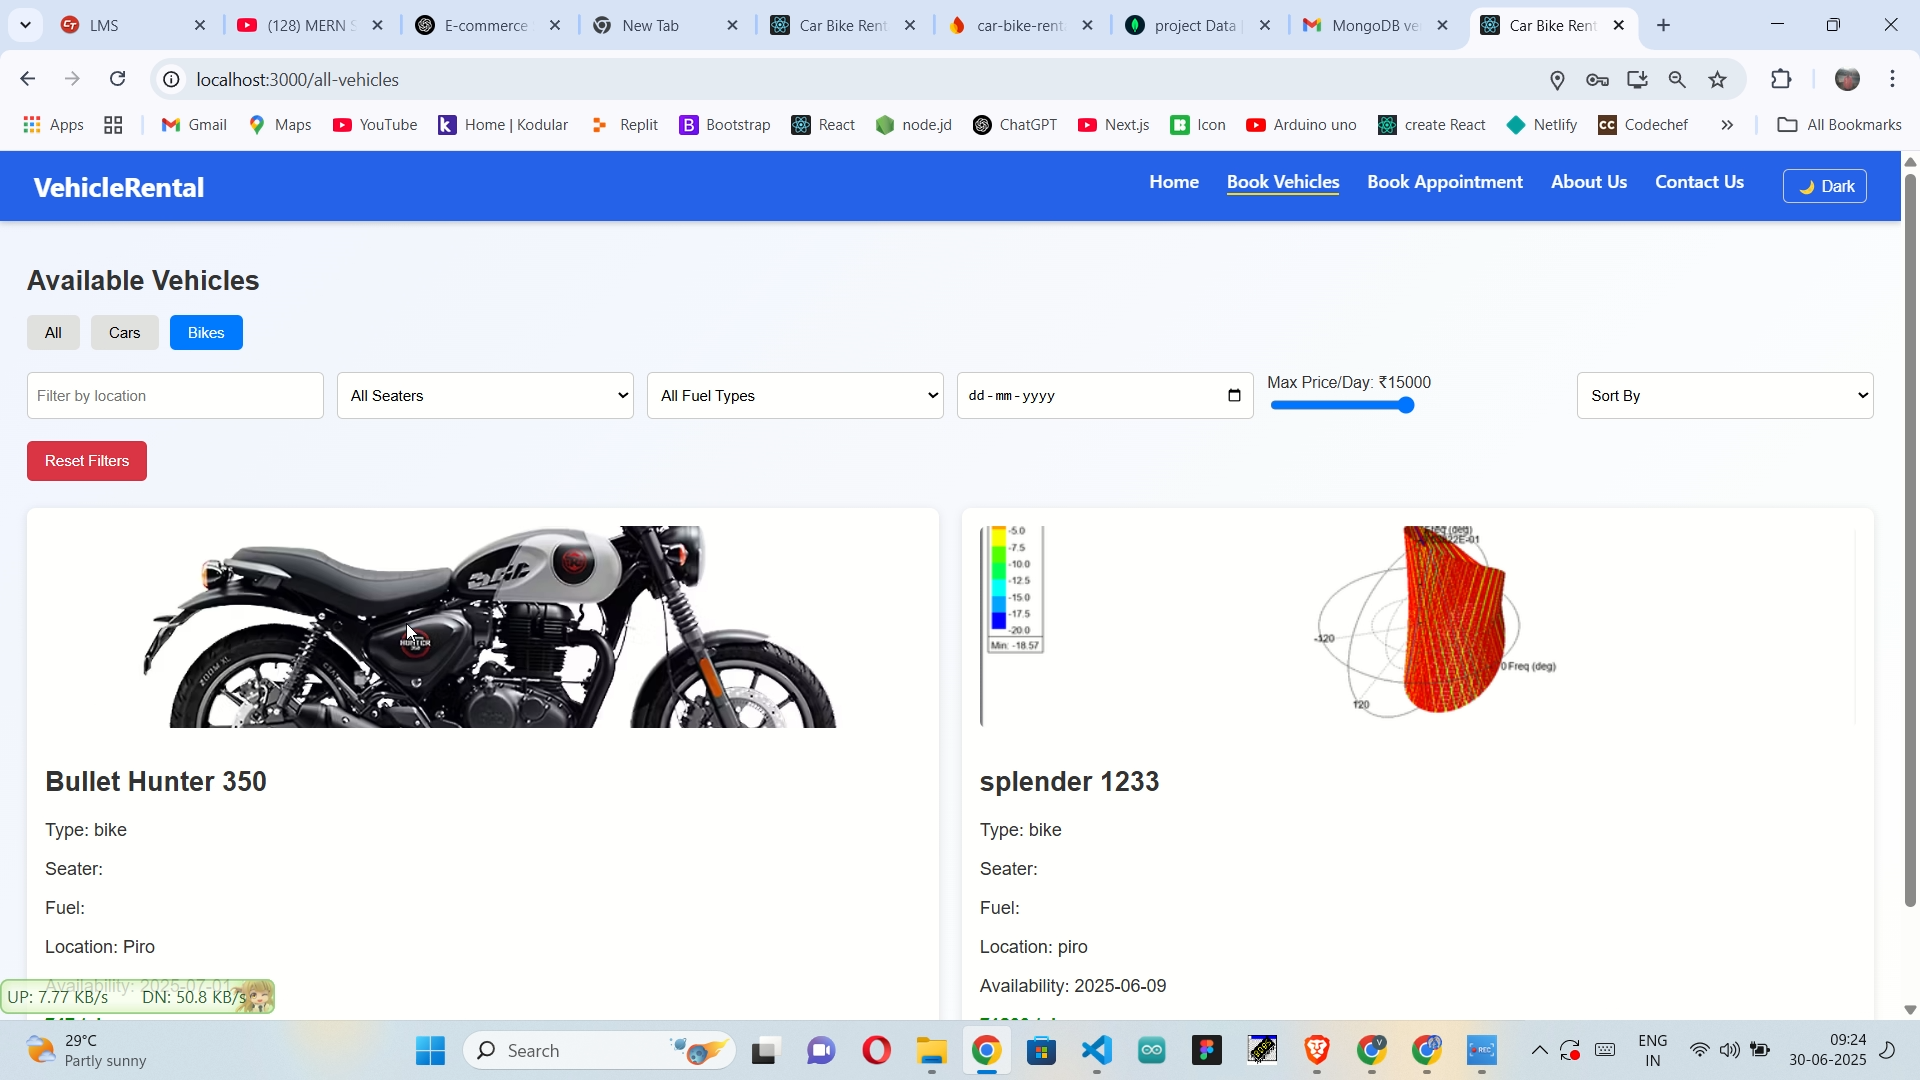 LMS
(128) MERN S
E-commerce
New Tab
Car Bike Rent
car-bike-renta
project Data |
MongoDB ve
Car Bike Rent
localhost:3000/all-vehicles
Apps
Gmail
Maps
YouTube
Home | Kodular
Replit
Bootstrap
React
node.jd
ChatGPT
Next.js
Icon
Arduino uno
create React
Netlify
Codechef
All Bookmarks
VehicleRental
Home
Book Vehicles
Book Appointment
About Us
Contact Us
🌙 Dark
Available Vehicles
All
Cars
Bikes
Filter by location
All Seaters
All Fuel Types
dd-mm-yyyy
Max Price/Day: ₹15000
Sort By
Reset Filters
HUNTER
350
-5.0
-7.5
-10.0
-12.5
-15.0
-17.5
-20.0
Min: -18.57
-120
0 Freq (deg)
120
Bullet Hunter 350
Type: bike
Seater:
Fuel:
Location: Piro
Availability: 2025-07-01
splender 1233
Type: bike
Seater:
Fuel:
Location: piro
Availability: 2025-06-09
UP: 7.77 KB/s DN: 50.8 KB/s
29°C
Partly sunny
Search
REC
ENG
IN
09:24
30-06-2025